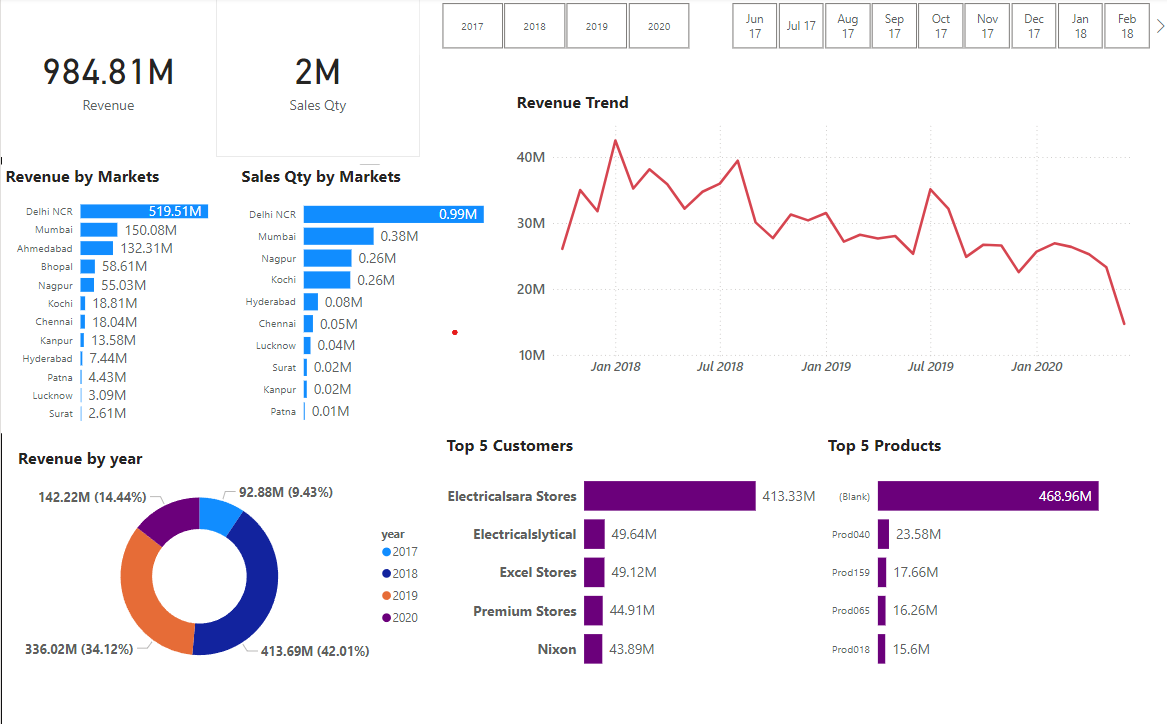 2017 2018 2019 2020
Jun 17 Jul 17 Aug 17 Sep 17 Oct 17 Nov 17 Dec 17 Jan 18 Feb 18
984.81M
Revenue
2M
Sales Qty
Revenue Trend
40M
30M
20M
10M
Jan 2018 Jul 2018 Jan 2019 Jul 2019 Jan 2020
Revenue by Markets
Delhi NCR 519.51M
Mumbai 150.08M
Ahmedabad 132.31M
Bhopal 58.61M
Nagpur 55.03M
Kochi 18.81M
Chennai 18.04M
Kanpur 13.58M
Hyderabad 7.44M
Patna 4.43M
Lucknow 3.09M
Surat 2.61M
Sales Qty by Markets
Delhi NCR 0.99M
Mumbai 0.38M
Nagpur 0.26M
Kochi 0.26M
Hyderabad 0.08M
Chennai 0.05M
Lucknow 0.04M
Surat 0.02M
Kanpur 0.02M
Patna 0.01M
Revenue by year
142.22M (14.44%)
92.88M (9.43%)
336.02M (34.12%)
413.69M (42.01%)
year
2017
2018
2019
2020
Top 5 Customers
Electricalsara Stores 413.33M
Electricalslytical 49.64M
Excel Stores 49.12M
Premium Stores 44.91M
Nixon 43.89M
Top 5 Products
(Blank) 468.96M
Prod040 23.58M
Prod159 17.66M
Prod065 16.26M
Prod018 15.6M